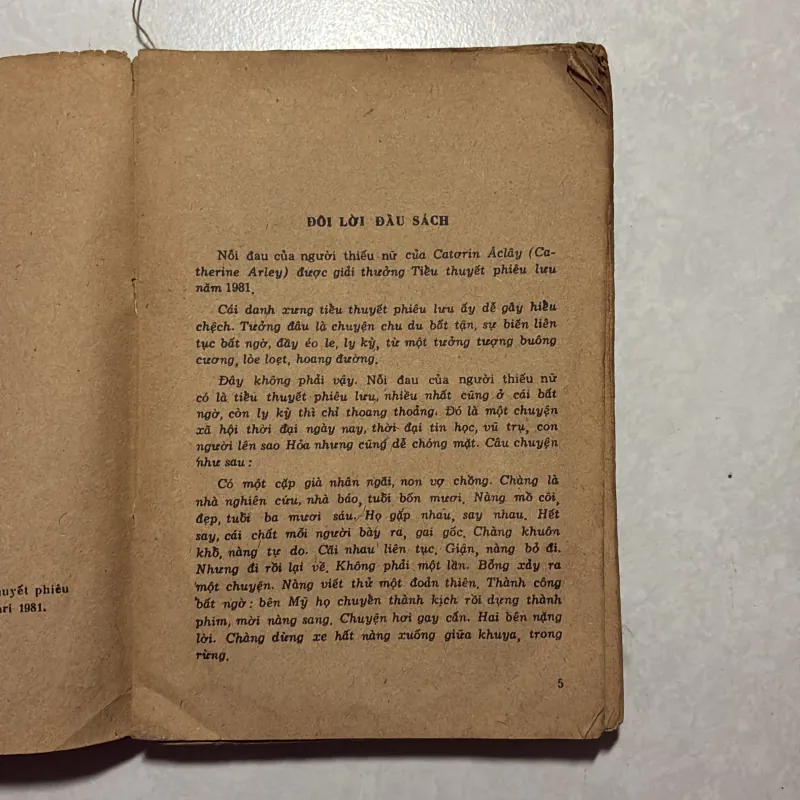 uyết phiêu
ari 1981.
ĐÔI LỜI ĐẦU SÁCH
Nỗi đau của người thiếu nữ của Catơrin Áclây (Ca-
therine Arley) được giải thưởng Tiểu thuyết phiêu lưu
năm 1981.
Cái danh xưng tiểu thuyết phiêu lưu ấy dễ gây hiểu
chệch. Tưởng đâu là chuyện chu du bất tận, sự biến liên
tục bất ngờ, đầy éo le, ly kỳ, từ một tưởng tượng buông
cương, lòe loẹt, hoang đường.
Đây không phải vậy. Nỗi đau của người thiếu nữ
có là tiểu thuyết phiêu lưu, nhiều nhất cũng ở cái bất
ngờ, còn ly kỳ thì chỉ thoang thoảng. Đó là một chuyện
xã hội thời đại ngày nay, thời đại tin học, vũ trụ, con
người lên sao Hỏa nhưng cũng dễ chóng mặt. Câu chuyện
như sau :
Có một cặp già nhân ngãi, non vợ chồng. Chàng là
nhà nghiên cứu, nhà báo, tuổi bốn mươi. Nàng mồ côi,
đẹp, tuổi ba mươi sáu. Họ gặp nhau, say nhau. Hết
say, cái chất mỗi người bày ra, gai gốc. Chàng khuôn
khổ, nàng tự do. Cãi nhau liên tục. Giận, nàng bỏ đi.
Nhưng đi rồi lại về. Không phải một lần. Bỗng xảy ra
một chuyện. Nàng viết thử một đoản thiên. Thành công
bất ngờ : bên Mỹ họ chuyển thành kịch rồi dựng thành
phim, mời nàng sang. Chuyện hơi gay cấn. Hai bên nặng
lời. Chàng dừng xe hất nàng xuống giữa khuya, trong
rừng.
5